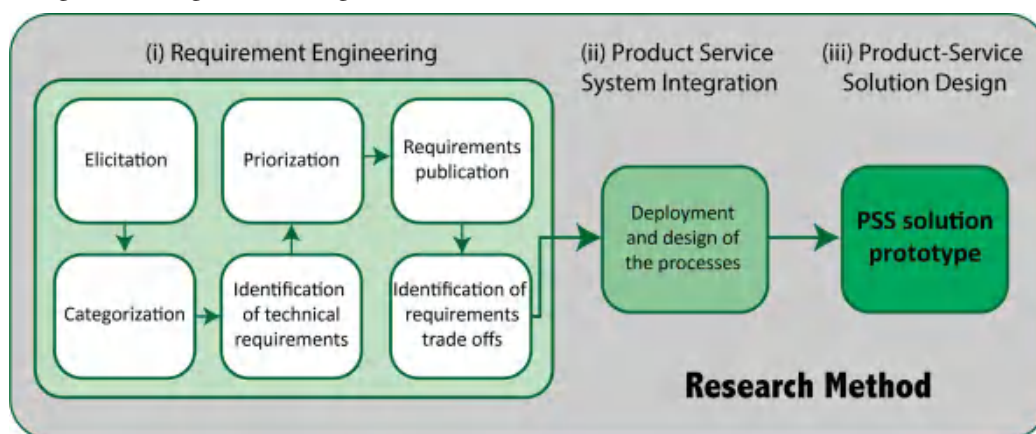 (i) Requirement Engineering
(ii) Product Service
System Integration
(iii) Product-Service
Solution Design
Elicitation
Priorization
Requirements
publication
Categorization
Identification
of technical
requirements
Identification of
requirements
trade offs
Deployment
and design of
the processes
PSS solution
prototype
Research Method